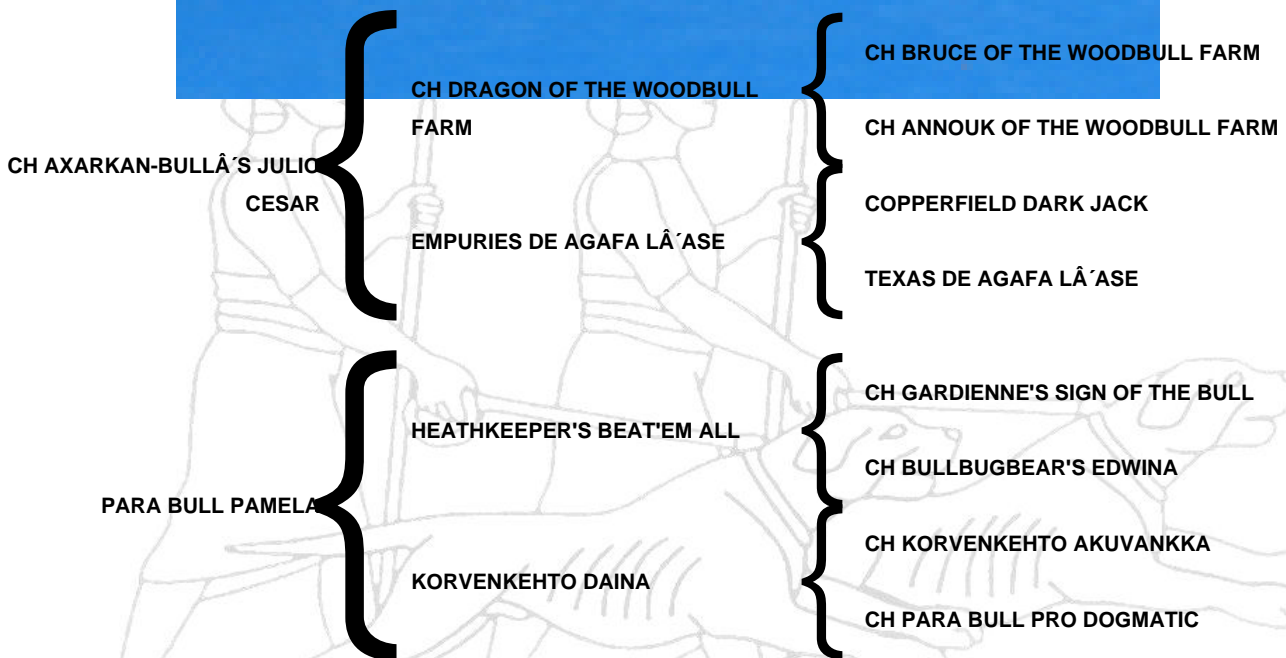 CH BRUCE OF THE WOODBULL FARM
CH DRAGON OF THE WOODBULL
FARM
CH ANNOUK OF THE WOODBULL FARM
CH AXARKAN-BULLÂ´S JULIO
CESAR
COPPERFIELD DARK JACK
EMPURIES DE AGAFA LÂ´ASE
TEXAS DE AGAFA LÂ´ASE
CH GARDIENNE'S SIGN OF THE BULL
HEATHKEEPER'S BEAT'EM ALL
CH BULLBUGBEAR'S EDWINA
PARA BULL PAMELA
CH KORVENKEHTO AKUVANKKA
KORVENKEHTO DAINA
CH PARA BULL PRO DOGMATIC